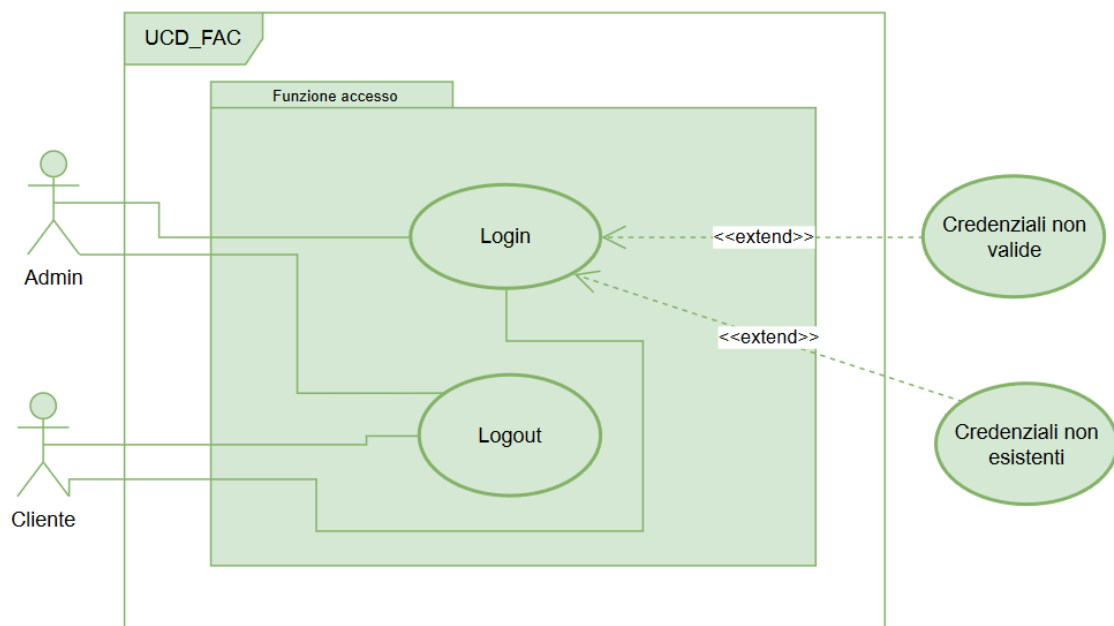 UCD_FAC
Funzione accesso
Admin
Login
<<extend>>
Credenziali non
valide
<<extend>>
Cliente
Logout
Credenziali non
esistenti